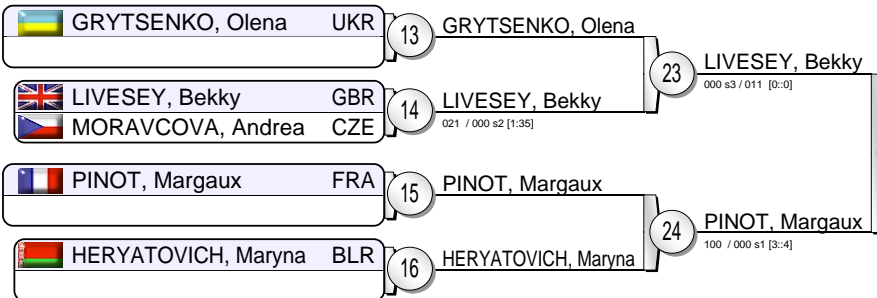 GRYTSENKO, Olena UKR
13
GRYTSENKO, Olena
23
LIVESEY, Bekky
000 s3 / 011 [0::0]
LIVESEY, Bekky GBR
MORAVCOVA, Andrea CZE
14
LIVESEY, Bekky
021 / 000 s2 [1:35]
PINOT, Margaux FRA
15
PINOT, Margaux
24
PINOT, Margaux
100 / 000 s1 [3::4]
HERYATOVICH, Maryna BLR
16
HERYATOVICH, Maryna